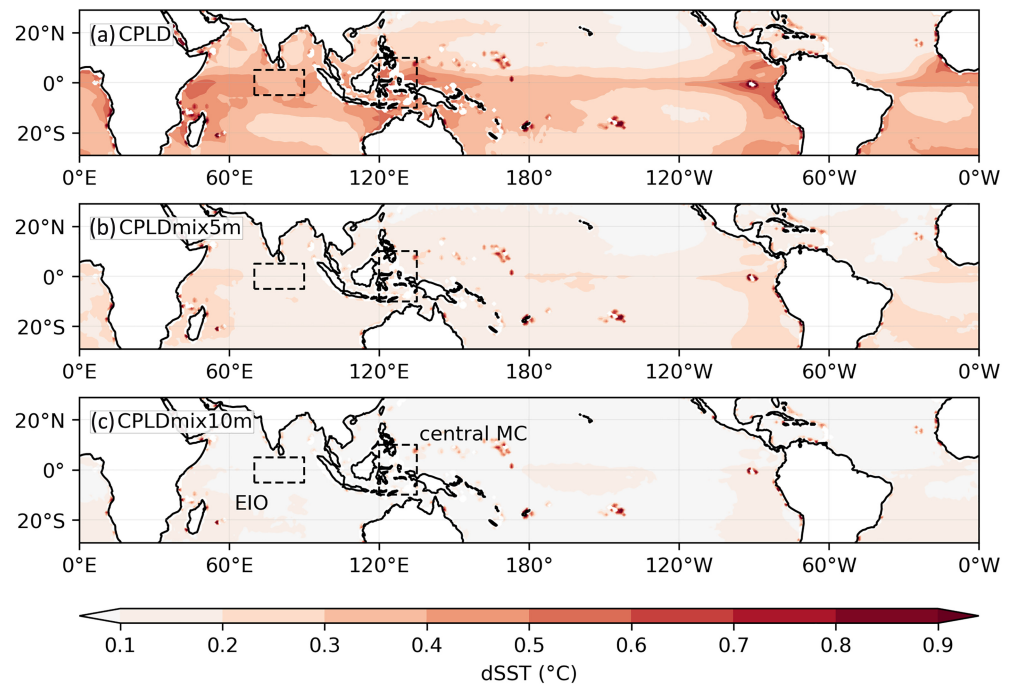 (a) CPLD
20°N
0°
20°S
0°E 60°E 120°E 180° 120°W 60°W 0°W
(b) CPLDmix5m
20°N
0°
20°S
0°E 60°E 120°E 180° 120°W 60°W 0°W
(c) CPLDmix10m
20°N
central MC
0°
EIO
20°S
0°E 60°E 120°E 180° 120°W 60°W 0°W
0.1 0.2 0.3 0.4 0.5 0.6 0.7 0.8 0.9
dSST (°C)